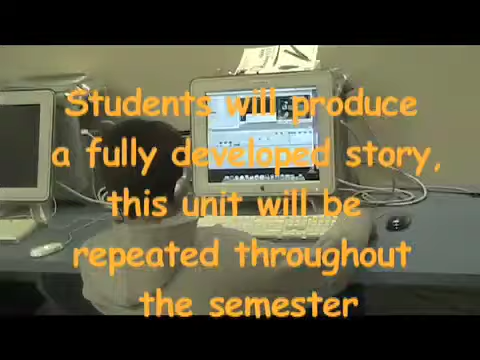 Students will produce
a fully developed story,
this unit will be
repeated throughout
the semester